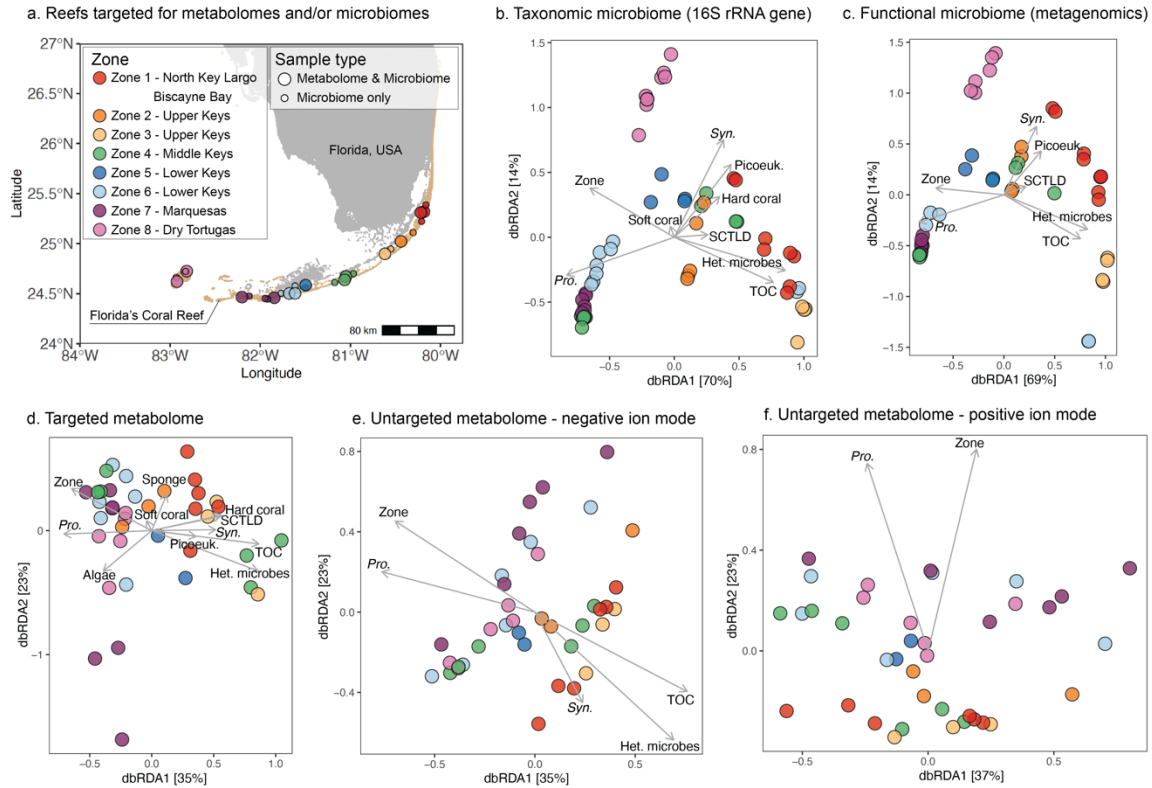 a. Reefs targeted for metabolomes and/or microbiomes
27°N
26.5°N
26°N
25.5°N
25°N
24.5°N
24°N
Latitude
84°W
83°W
82°W
81°W
80°W
Longitude
Zone
Zone 1 - North Key Largo
Biscayne Bay
Zone 2 - Upper Keys
Zone 3 - Upper Keys
Zone 4 - Middle Keys
Zone 5 - Lower Keys
Zone 6 - Lower Keys
Zone 7 - Marquesas
Zone 8 - Dry Tortugas
Sample type
Metabolome & Microbiome
Microbiome only
Florida, USA
Florida's Coral Reef
80 km
b. Taxonomic microbiome (16S rRNA gene)
1.5
1.0
0.5
0.0
−0.5
dbRDA2 [14%]
Syn.
Picoeuk.
Zone
Hard coral
Soft coral
SCTLD
Het. microbes
Pro.
TOC
−0.5
0.0
0.5
1.0
dbRDA1 [70%]
c. Functional microbiome (metagenomics)
1.5
1.0
0.5
0.0
−0.5
−1.0
−1.5
dbRDA2 [14%]
Syn.
Picoeuk.
Zone
SCTLD
Pro.
Het. microbes
TOC
−0.5
0.0
0.5
1.0
dbRDA1 [69%]
d. Targeted metabolome
0
−1
dbRDA2 [23%]
Zone
Sponge
Soft coral
Hard coral
SCTLD
Pro.
Syn.
Picoeuk.
TOC
Algae
Het. microbes
−0.5
0.0
0.5
1.0
dbRDA1 [35%]
e. Untargeted metabolome - negative ion mode
0.8
0.4
0.0
−0.4
dbRDA2 [23%]
Zone
Pro.
Syn.
TOC
Het. microbes
−0.5
0.0
0.5
dbRDA1 [35%]
f. Untargeted metabolome - positive ion mode
0.8
0.4
0.0
−0.4
dbRDA2 [23%]
Pro.
Zone
−0.5
0.0
0.5
dbRDA1 [37%]